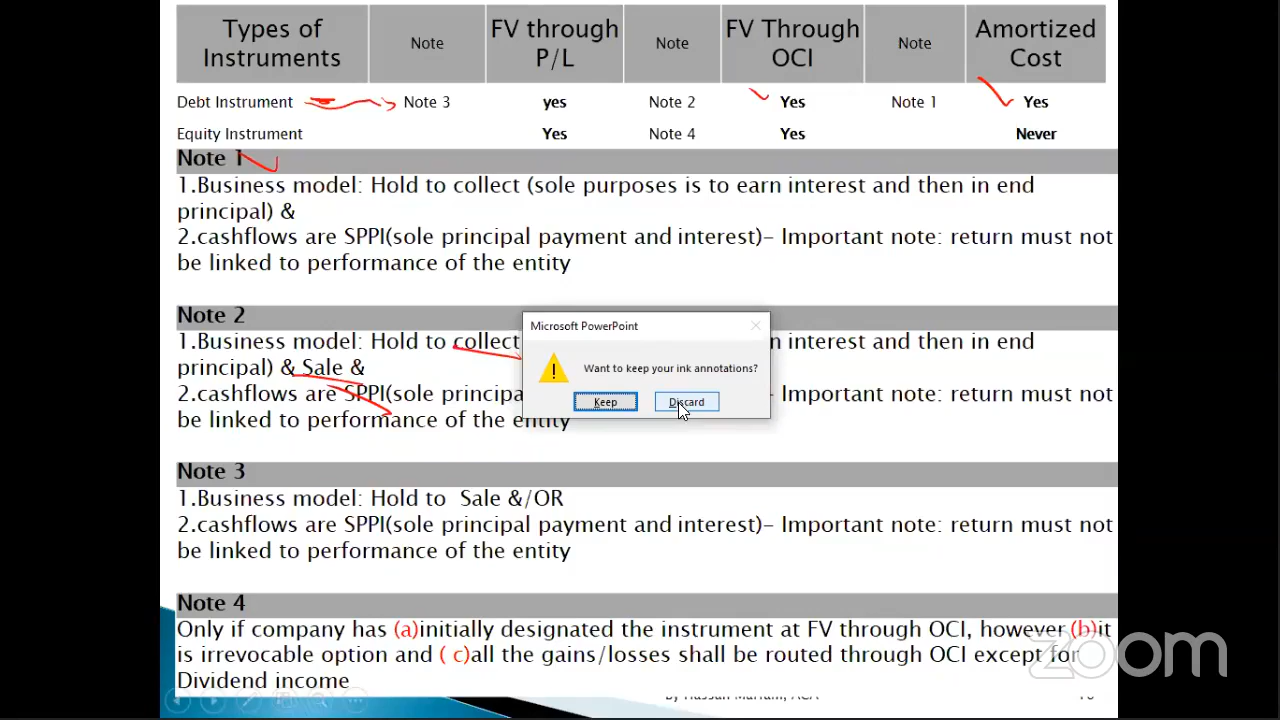 Types of Instruments Note FV through P/L Note FV Through OCI Note Amortized Cost
Debt Instrument Note 3 yes Note 2 Yes Note 1 Yes
Equity Instrument Yes Note 4 Yes Never
Note 1
1.Business model: Hold to collect (sole purposes is to earn interest and then in end
principal) &
2.cashflows are SPPI(sole principal payment and interest)- Important note: return must not
be linked to performance of the entity
Note 2
1.Business model: Hold to collect n interest and then in end
principal) & Sale &
2.cashflows are SPPI(sole principa Important note: return must not
be linked to performance of the entity
Microsoft PowerPoint
Want to keep your ink annotations?
Keep Discard
Note 3
1.Business model: Hold to Sale &/OR
2.cashflows are SPPI(sole principal payment and interest)- Important note: return must not
be linked to performance of the entity
Note 4
Only if company has (a)initially designated the instrument at FV through OCI, however (b)it
is irrevocable option and ( c)all the gains/losses shall be routed through OCI except for
Dividend income
zoom